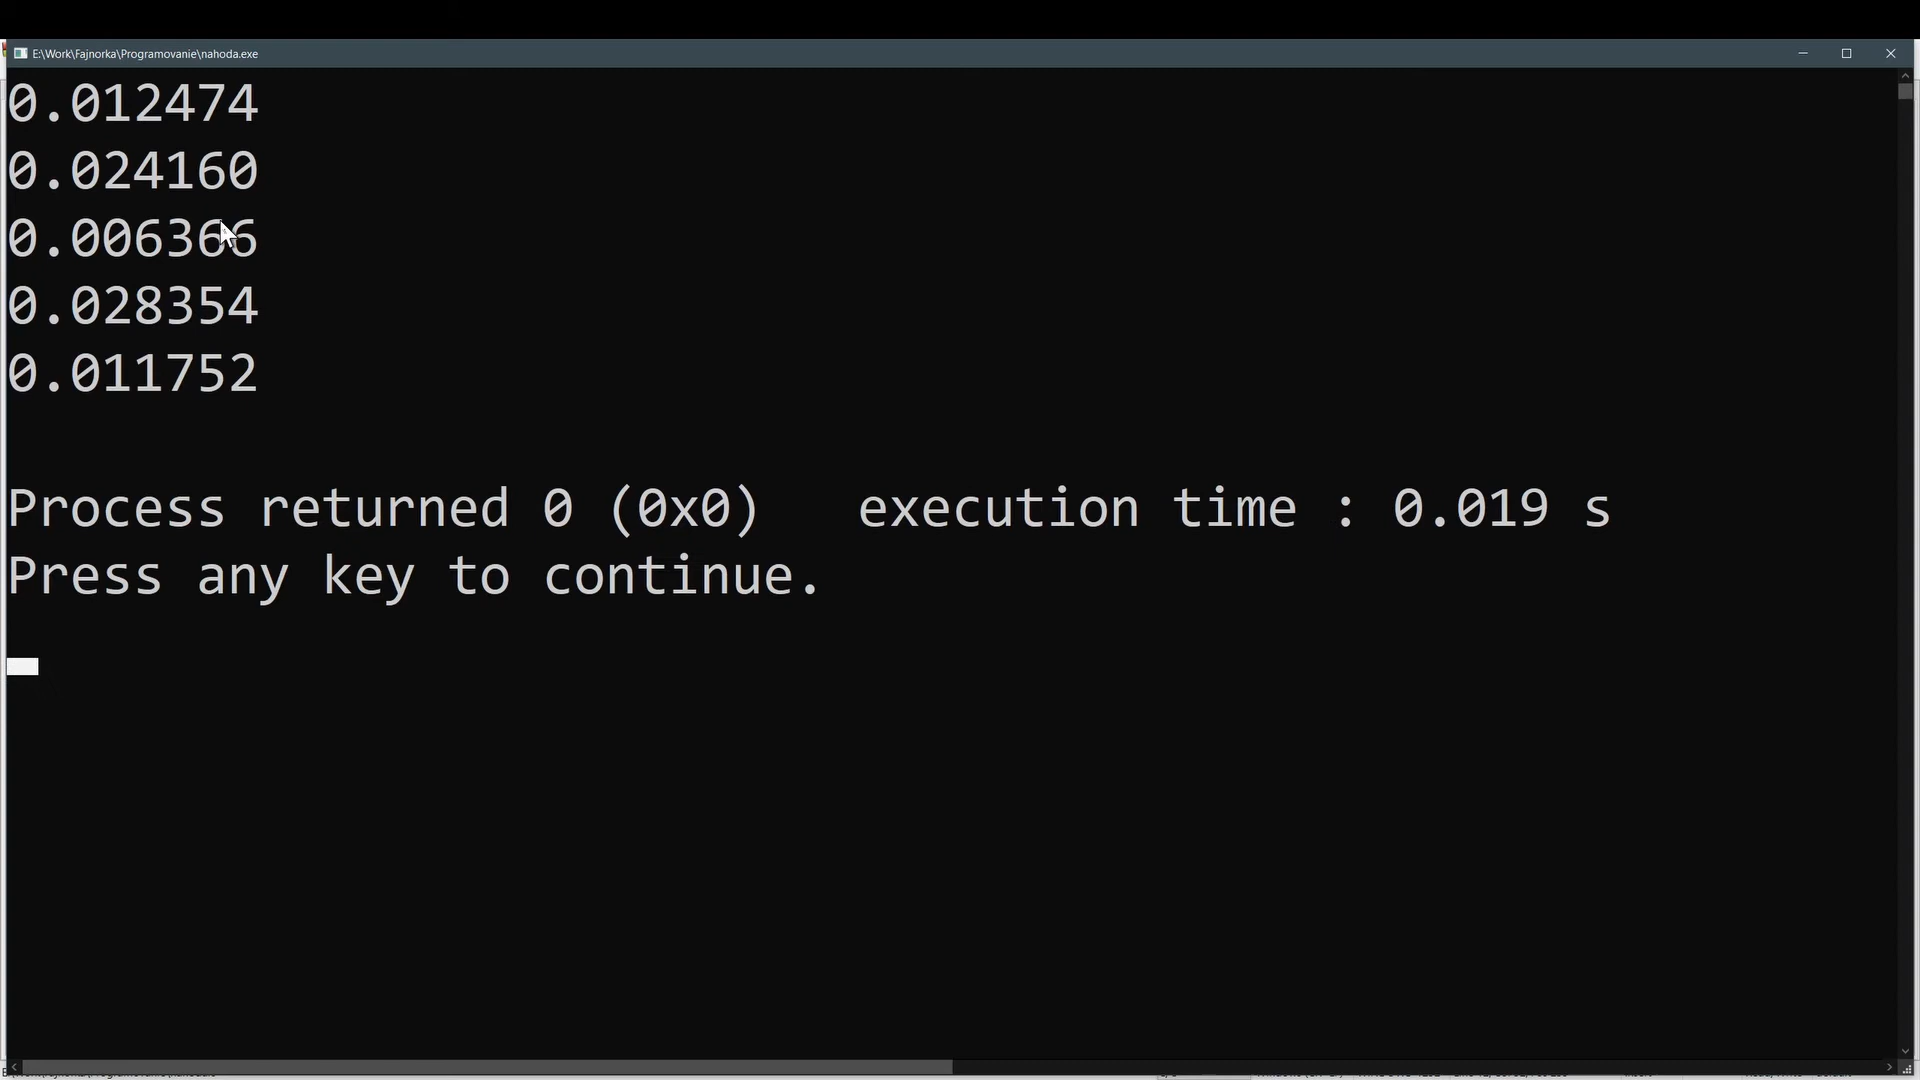 E:\Work\Fajnorka\Programovanie\nahoda.exe
0.012474
0.024160
0.006366
0.028354
0.011752
Process returned 0 (0x0)   execution time : 0.019 s
Press any key to continue.